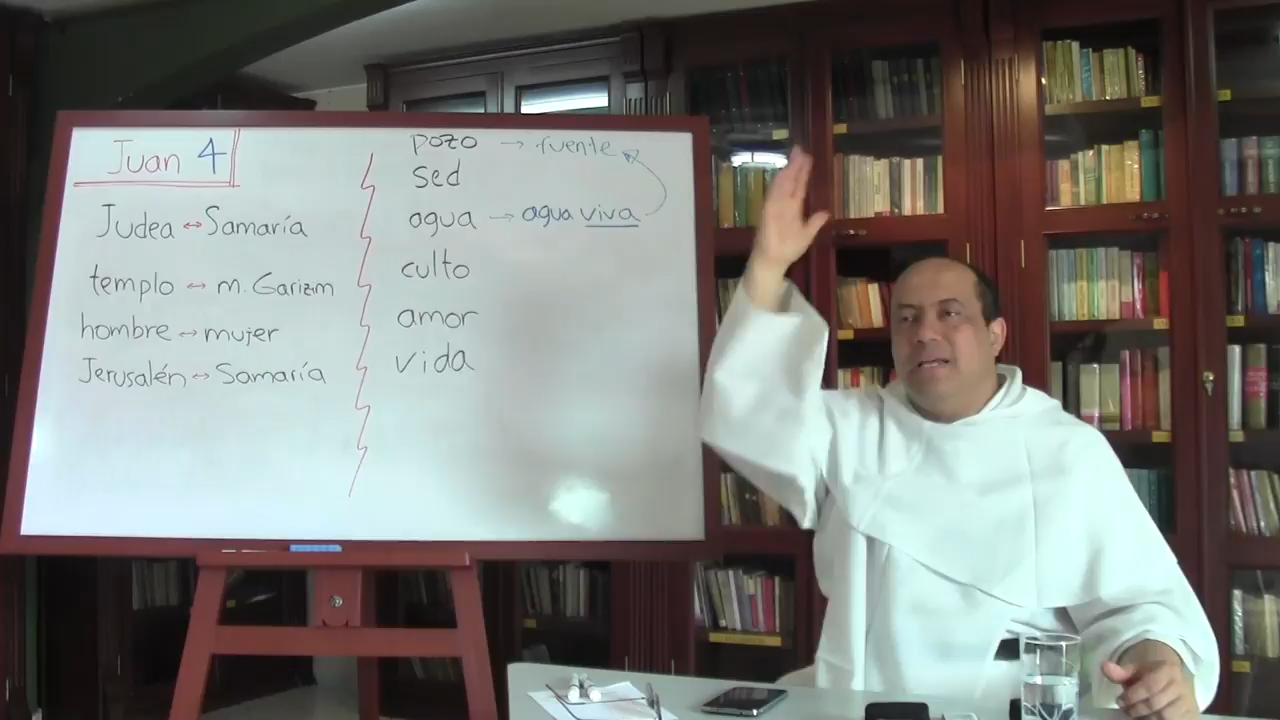 Juan 4
Judea ↔ Samaría
templo ↔ m. Garizim
hombre ↔ mujer
Jerusalén ↔ Samaría
pozo → fuente
sed
agua → agua viva
culto
amor
vida